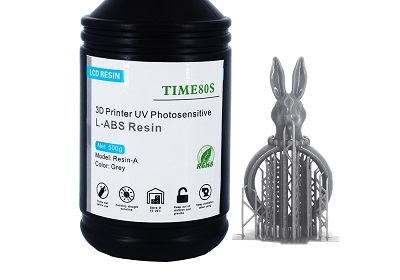 LCD RESIN
TIME80S
3D Printer UV Photosensitive
L-ABS Resin
Net: 500g
Model: Resin-A
Color: Grey
RoHS